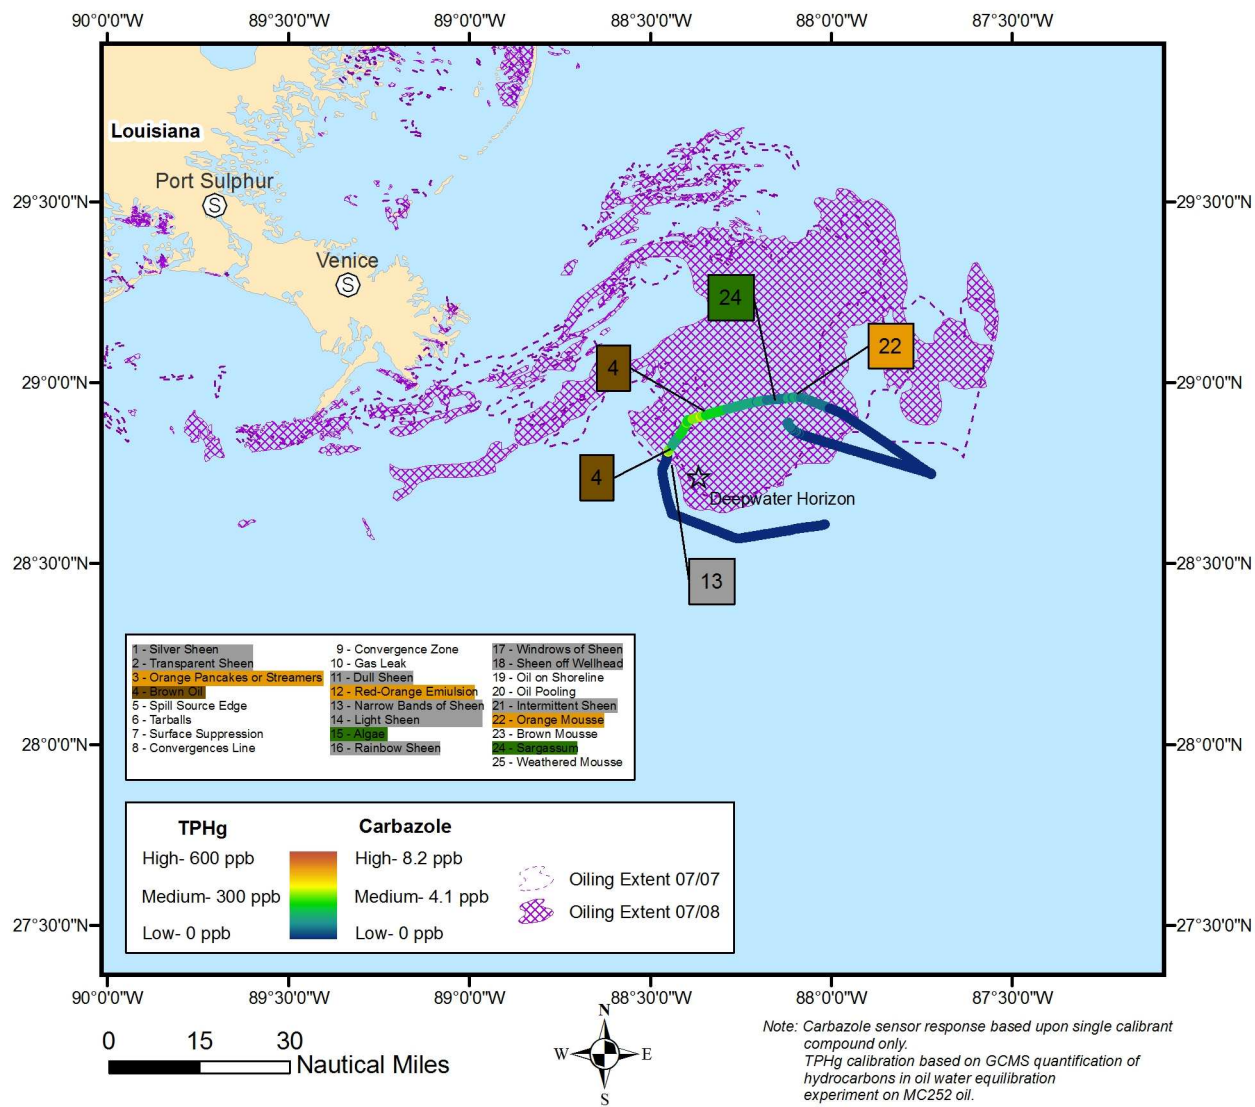 90°0'0"W 89°30'0"W 89°0'0"W 88°30'0"W 88°0'0"W 87°30'0"W
Louisiana
Port Sulphur
S
29°30'0"N 29°30'0"N
Venice
S
24
22
4
29°0'0"N 29°0'0"N
4
Deepwater Horizon
28°30'0"N 28°30'0"N
13
1 - Silver Sheen
2 - Transparent Sheen
3 - Orange Pancakes or Streamers
4 - Brown Oil
5 - Spill Source Edge
6 - Tarballs
7 - Surface Suppression
8 - Convergences Line
9 - Convergence Zone
10 - Gas Leak
11 - Dull Sheen
12 - Red-Orange Emiulsion
13 - Narrow Bands of Sheen
14 - Light Sheen
15 - Algae
16 - Rainbow Sheen
17 - Windrows of Sheen
18 - Sheen off Wellhead
19 - Oil on Shoreline
20 - Oil Pooling
21 - Intermittent Sheen
22 - Orange Mousse
23 - Brown Mousse
24 - Sargassum
25 - Weathered Mousse
28°0'0"N 28°0'0"N
TPHg Carbazole
High- 600 ppb High- 8.2 ppb
Medium- 300 ppb Medium- 4.1 ppb
Low- 0 ppb Low- 0 ppb
Oiling Extent 07/07
Oiling Extent 07/08
27°30'0"N 27°30'0"N
90°0'0"W 89°30'0"W 89°0'0"W 88°30'0"W 88°0'0"W 87°30'0"W
0 15 30
Nautical Miles
N
W E
S
Note: Carbazole sensor response based upon single calibrant
compound only.
TPHg calibration based on GCMS quantification of
hydrocarbons in oil water equilibration
experiment on MC252 oil.